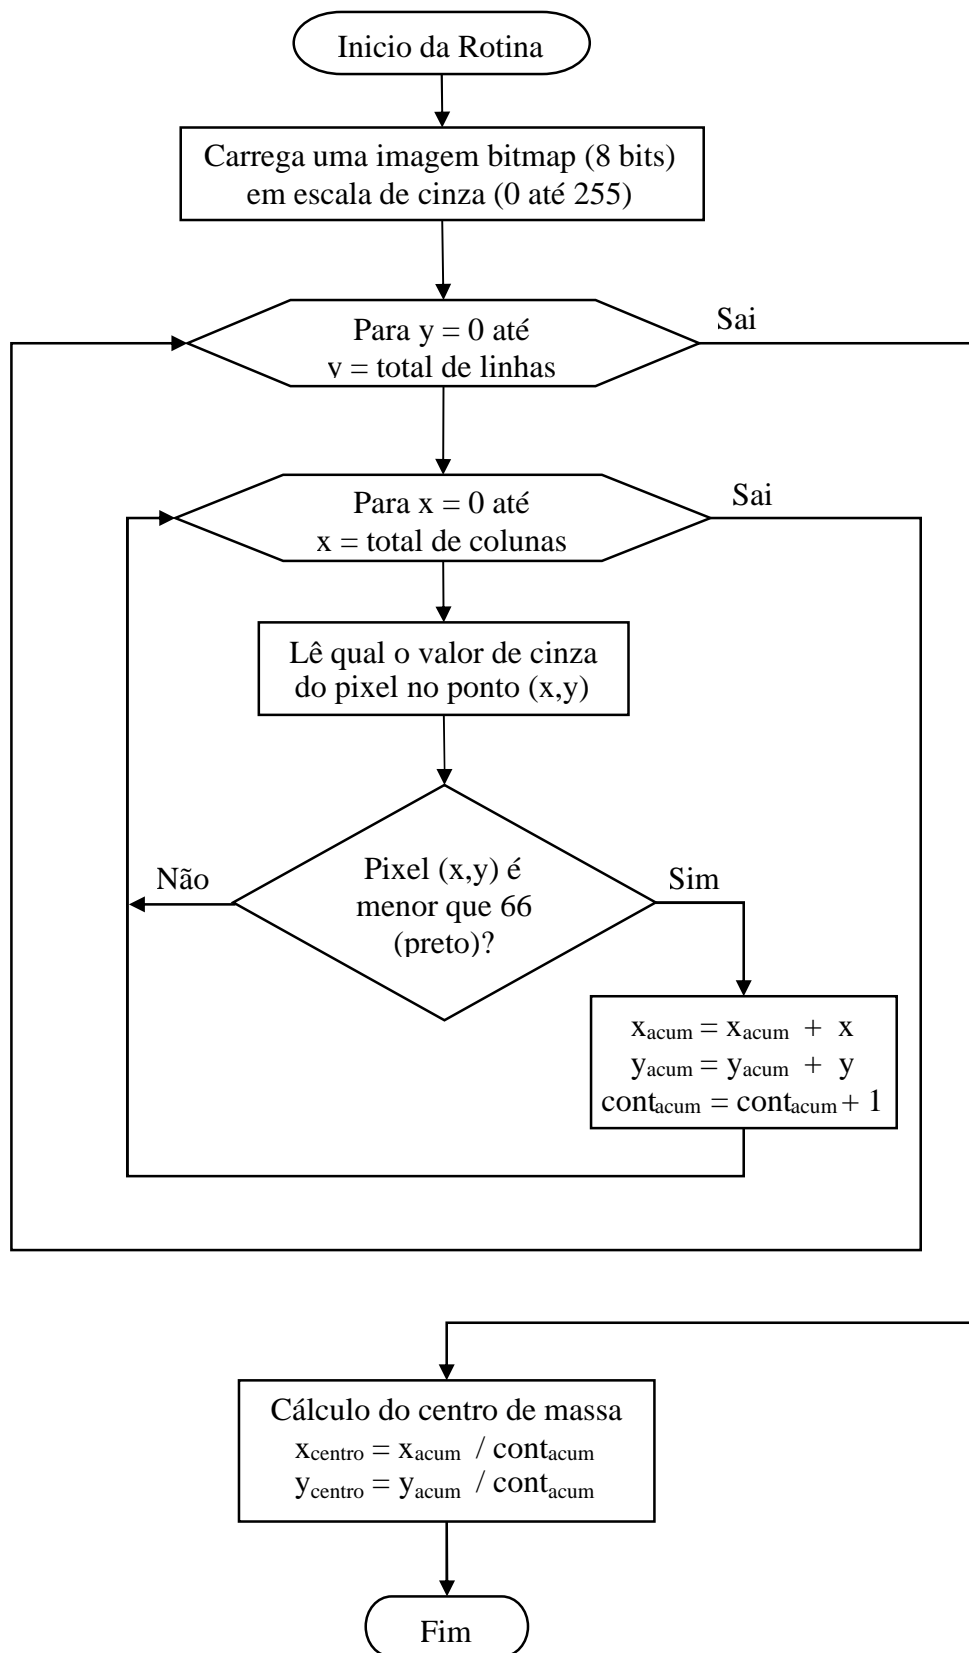 Inicio da Rotina
Carrega uma imagem bitmap (8 bits)
em escala de cinza (0 até 255)
Para y = 0 até
y = total de linhas
Sai
Para x = 0 até
x = total de colunas
Sai
Lê qual o valor de cinza
do pixel no ponto (x,y)
Pixel (x,y) é
menor que 66
(preto)?
Não
Sim
xacum = xacum + x
yacum = yacum + y
contacum = contacum + 1
Cálculo do centro de massa
xcentro = xacum / contacum
ycentro = yacum / contacum
Fim